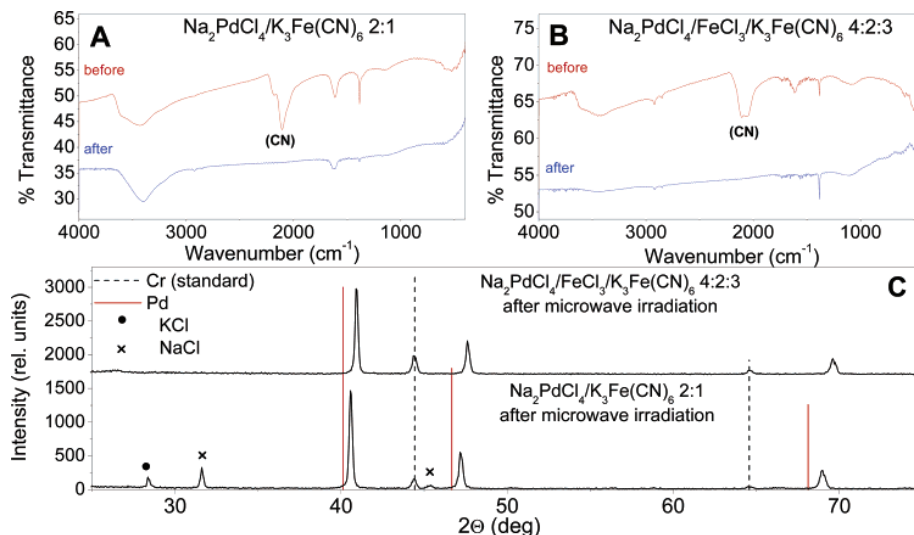 A
Na₂PdCl₄/K₃Fe(CN)₆ 2:1
65
60
55
50
45
40
35
30
% Transmittance
before
(CN)
after
4000 3000 2000 1000
Wavenumber (cm⁻¹)
B
Na₂PdCl₄/FeCl₃/K₃Fe(CN)₆ 4:2:3
75
70
65
60
55
50
% Transmittance
before
(CN)
after
4000 3000 2000 1000
Wavenumber (cm⁻¹)
C
Cr (standard)
Pd
KCl
NaCl
Na₂PdCl₄/FeCl₃/K₃Fe(CN)₆ 4:2:3
after microwave irradiation
Na₂PdCl₄/K₃Fe(CN)₆ 2:1
after microwave irradiation
3000
2500
2000
1500
1000
500
0
Intensity (rel. units)
30 40 50 60 70
2Θ (deg)